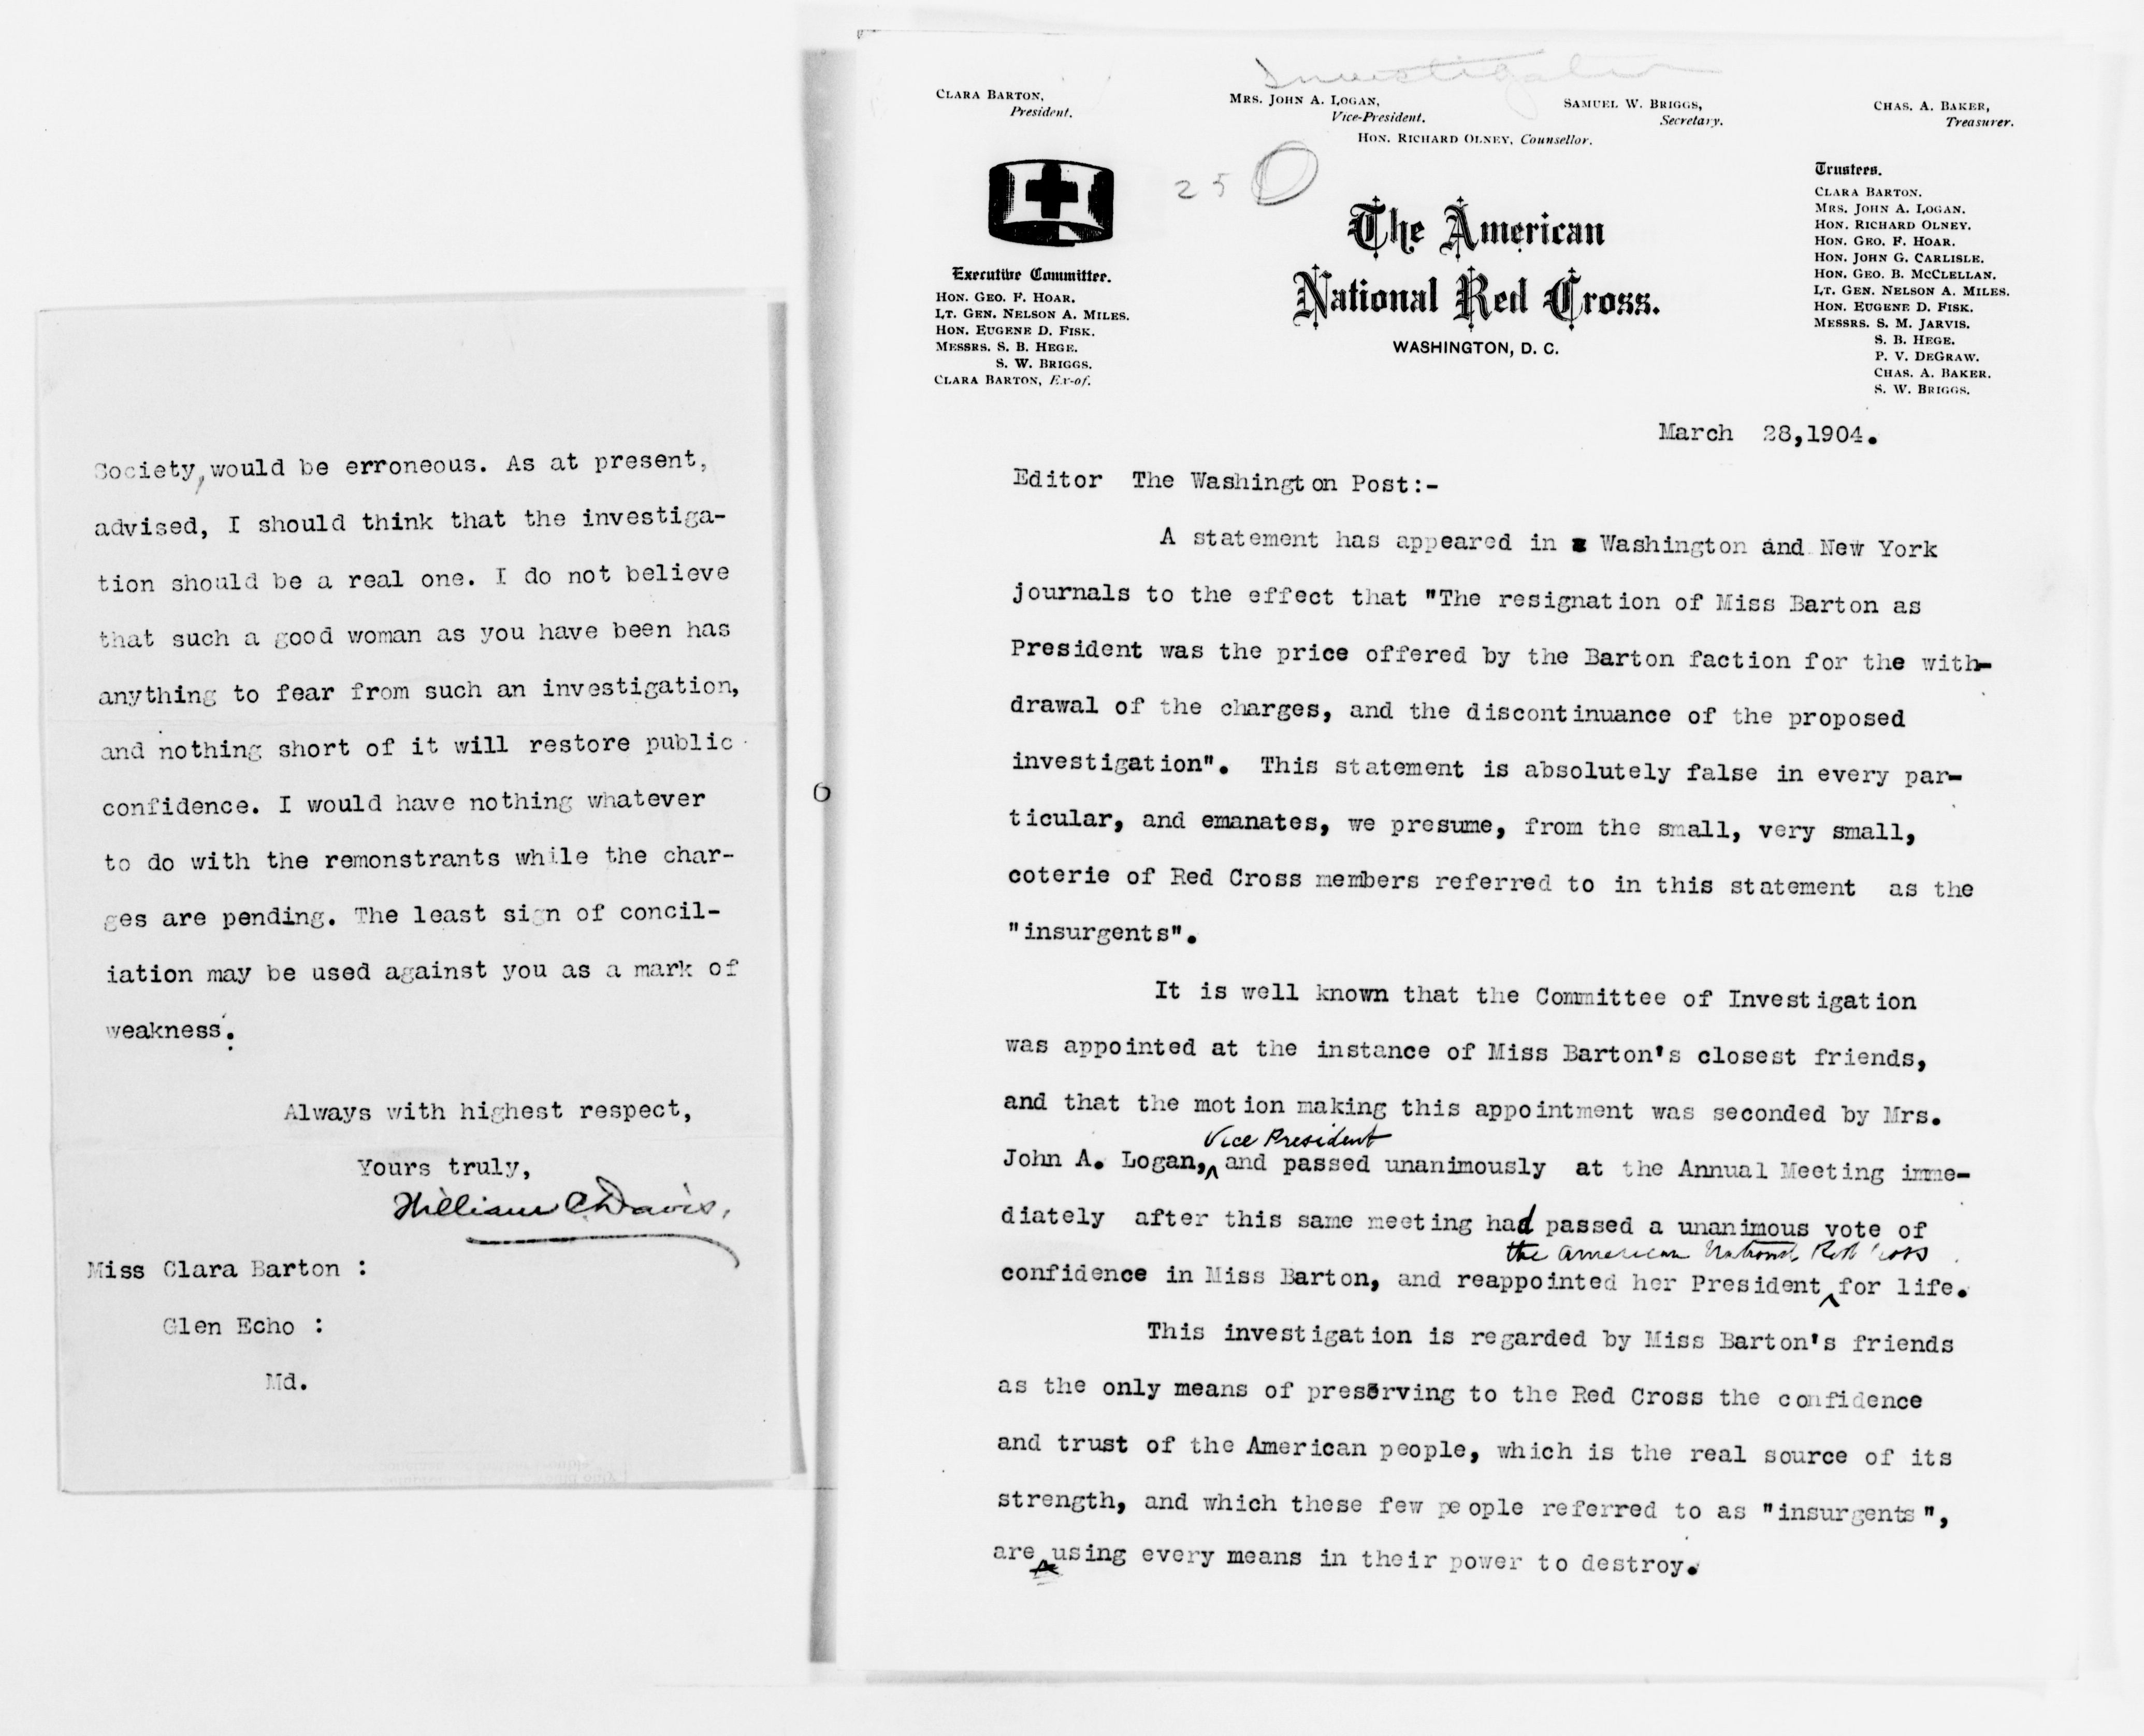 Society, would be erroneous. As at present,
advised, I should think that the investiga-
tion should be a real one. I do not believe
that such a good woman as you have been has
anything to fear from such an investigation,
and nothing short of it will restore public
confidence. I would have nothing whatever
to do with the remonstrants while the char-
ges are pending. The least sign of concil-
iation may be used against you as a mark of
weakness.
Always with highest respect,
Yours truly,
William C. Davis.
Miss Clara Barton :
Glen Echo :
Md.
Investigation
CLARA BARTON,
President.
MRS. JOHN A. LOGAN,
Vice-President.
SAMUEL W. BRIGGS,
Secretary.
CHAS. A. BAKER,
Treasurer.
HON. RICHARD OLNEY, Counsellor.
25
Executive Committee.
HON. GEO. F. HOAR.
LT. GEN. NELSON A. MILES.
HON. EUGENE D. FISK.
MESSRS. S. B. HEGE.
S. W. BRIGGS.
CLARA BARTON, Ex-of.
The American
National Red Cross.
WASHINGTON, D. C.
Trustees.
CLARA BARTON.
MRS. JOHN A. LOGAN.
HON. RICHARD OLNEY.
HON. GEO. F. HOAR.
HON. JOHN G. CARLISLE.
HON. GEO. B. MCCLELLAN.
LT. GEN. NELSON A. MILES.
HON. EUGENE D. FISK.
MESSRS. S. M. JARVIS.
S. B. HEGE.
P. V. DEGRAW.
CHAS. A. BAKER.
S. W. BRIGGS.
March 28,1904.
Editor The Washington Post:-
A statement has appeared in Washington and New York
journals to the effect that "The resignation of Miss Barton as
President was the price offered by the Barton faction for the with-
drawal of the charges, and the discontinuance of the proposed
investigation". This statement is absolutely false in every par-
ticular, and emanates, we presume, from the small, very small,
coterie of Red Cross members referred to in this statement as the
"insurgents".
It is well known that the Committee of Investigation
was appointed at the instance of Miss Barton's closest friends,
and that the motion making this appointment was seconded by Mrs.
Vice President
John A. Logan, ^ and passed unanimously at the Annual Meeting imme-
diately after this same meeting had passed a unanimous vote of
the American National Red Cross
confidence in Miss Barton, and reappointed her President ^ for life.
This investigation is regarded by Miss Barton's friends
as the only means of preserving to the Red Cross the confidence
and trust of the American people, which is the real source of its
strength, and which these few people referred to as "insurgents",
are using every means in their power to destroy.